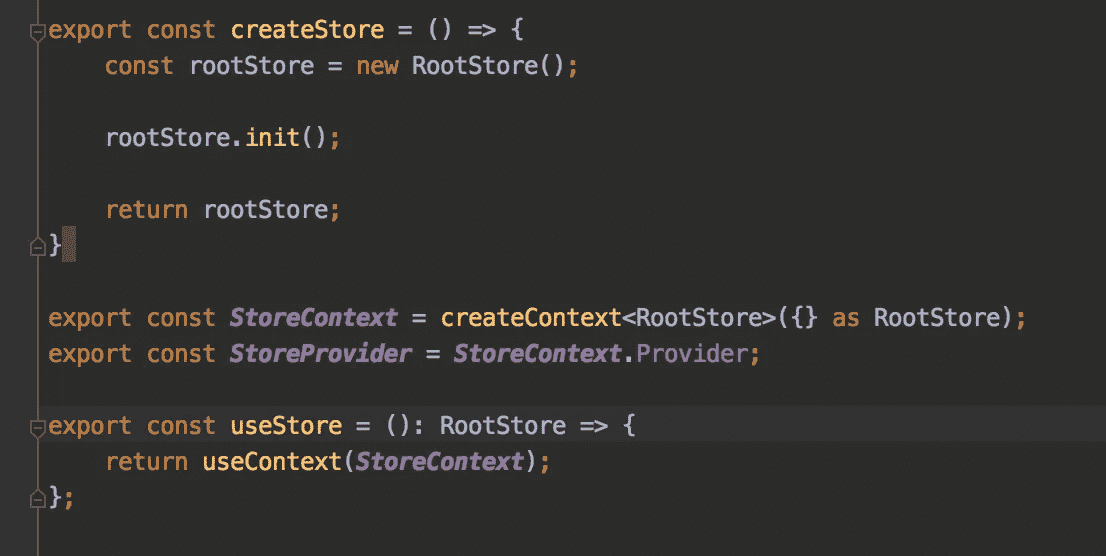 export const createStore = () => {
    const rootStore = new RootStore();
    rootStore.init();
    return rootStore;
}
export const StoreContext = createContext<RootStore>({} as RootStore);
export const StoreProvider = StoreContext.Provider;
export const useStore = (): RootStore => {
    return useContext(StoreContext);
};